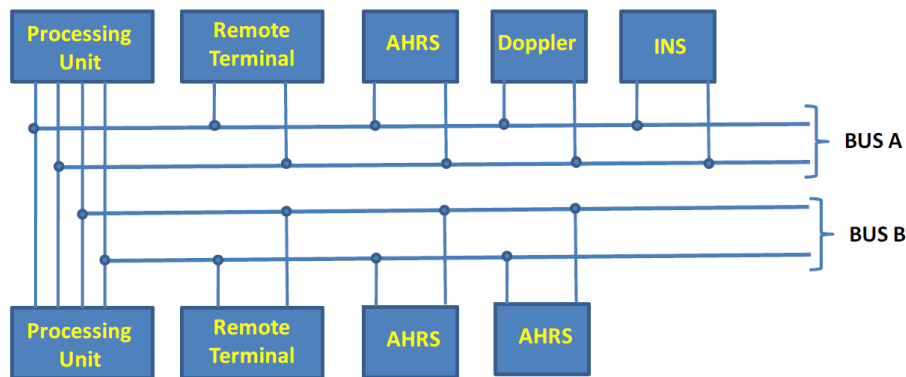 Processing
Unit
Remote
Terminal
AHRS
Doppler
INS
BUS A
BUS B
Processing
Unit
Remote
Terminal
AHRS
AHRS